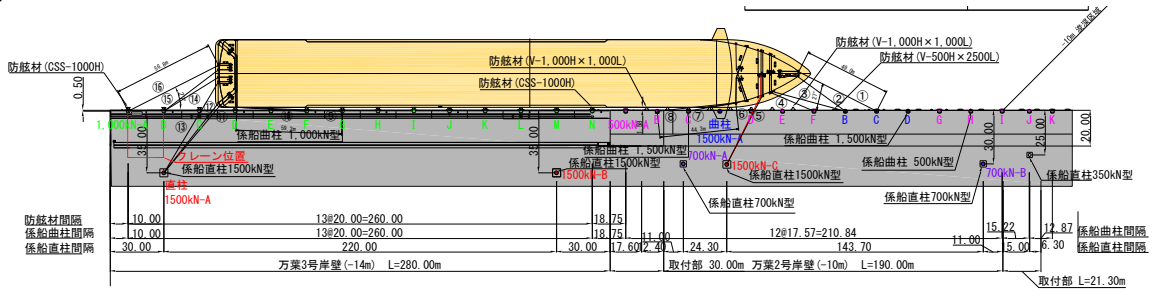 -10m 浚渫区域
防舷材(V-1,000H×1,000L)
防舷材(V-1,000H×1,000L)
防舷材(V-500H×2500L)
防舷材(CSS-1000H)
防舷材(CSS-1000H)
0.50
⑯
⑮
⑭
⑬
⑰
⑧
⑦
⑥
⑤
④
③
②
①
G
H
I
J
K
L
M
N
500kN-A
B
C
曲柱
1,500kN-A
D
E
F
B
C
D
G
H
I
J
K
係船曲柱 1,000kN型
係船曲柱 1,500kN型
係船曲柱 1,500kN型
係船曲柱 500kN型
35.00
35.00
30.00
25.00
20.00
クレーン位置
係船直柱1500kN型
直柱
1500kN-A
係船直柱1500kN型
1500kN-B
700kN-A
1500kN-C
係船直柱1500kN型
700kN-B
係船直柱350kN型
係船直柱700kN型
係船直柱700kN型
防舷材間隔 10.00 13@20.00=260.00 18.75
係船曲柱間隔 10.00 13@20.00=260.00 18.75 11.00 12@17.57=210.84 15.22 12.87 係船曲柱間隔
係船直柱間隔 30.00 220.00 30.00 17.60 12.40 24.30 143.70 11.00 15.00 6.30 係船直柱間隔
万葉3号岸壁(-14m) L=280.00m 取付部 30.00m 万葉2号岸壁(-10m) L=190.00m
取付部 L=21.30m